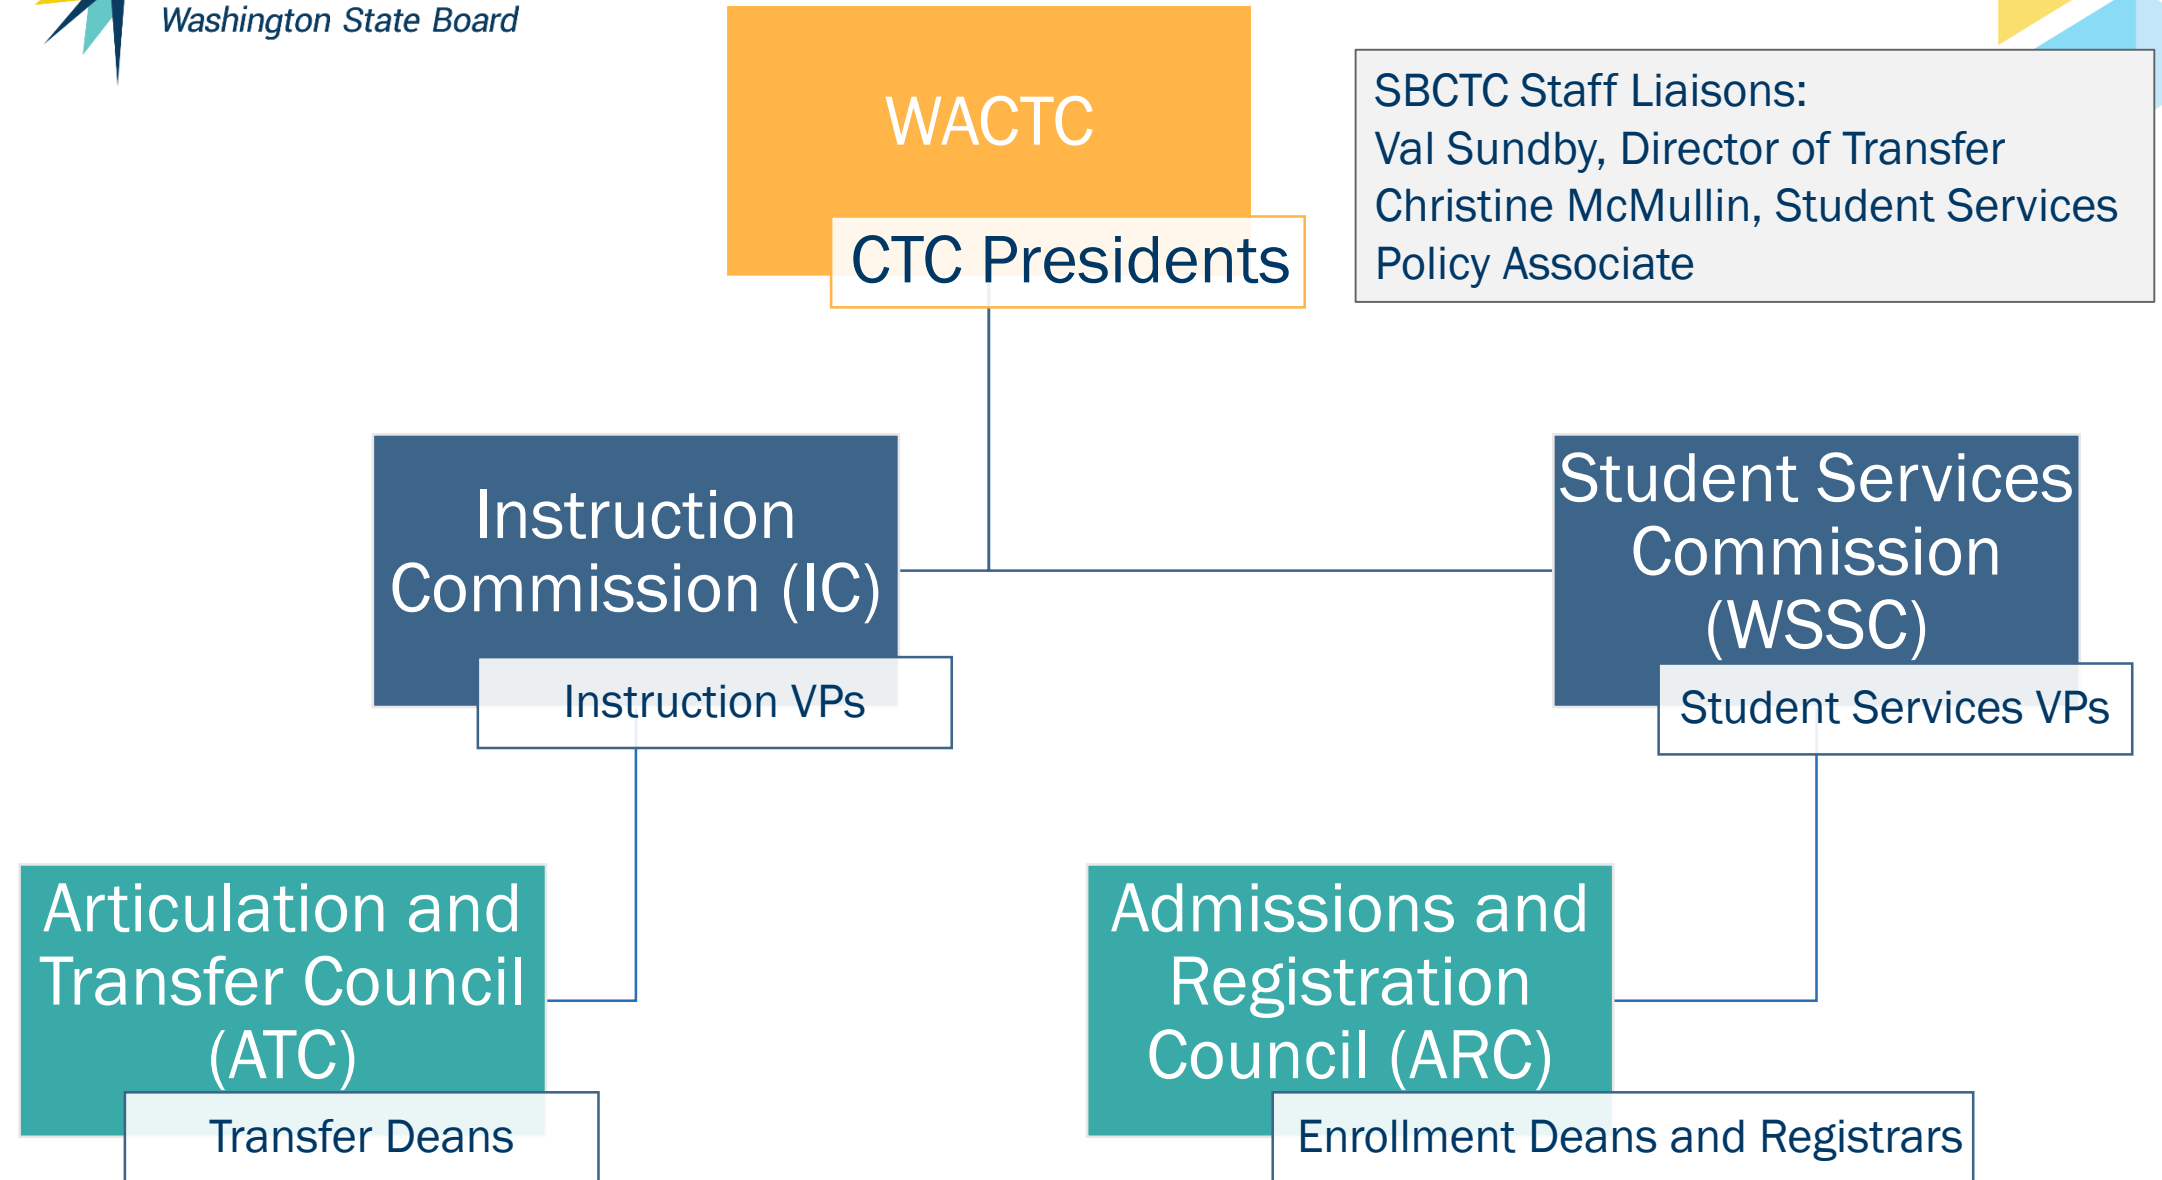 Washington State Board
WACTC
CTC Presidents
SBCTC Staff Liaisons:
Val Sundby, Director of Transfer
Christine McMullin, Student Services
Policy Associate
Instruction
Commission (IC)
Instruction VPs
Student Services
Commission
(WSSC)
Student Services VPs
Articulation and
Transfer Council
(ATC)
Transfer Deans
Admissions and
Registration
Council (ARC)
Enrollment Deans and Registrars